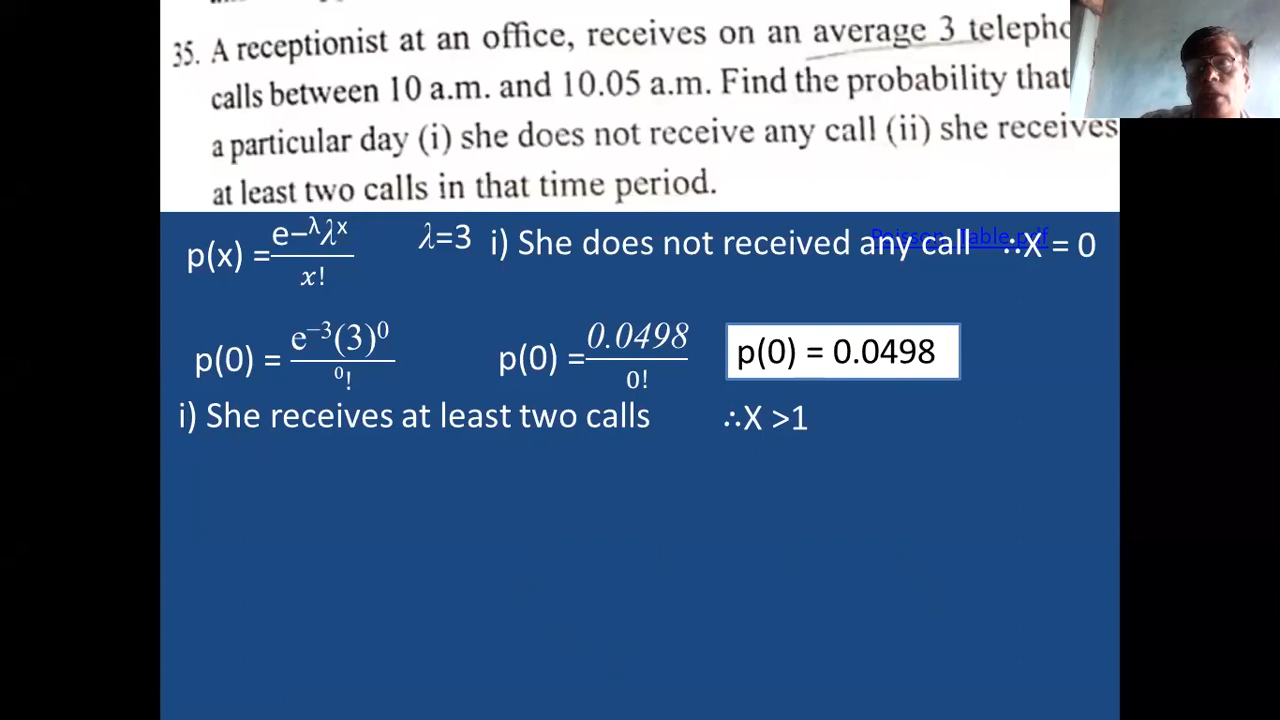 35. A receptionist at an office, receives on an average 3 telepho
calls between 10 a.m. and 10.05 a.m. Find the probability that
a particular day (i) she does not receive any call (ii) she receives
at least two calls in that time period.
p(x) = e−^λ λ^x / x! λ=3 i) She does not received any call ∴X = 0
Poisson Table.pdf
p(0) = e^−3 (3)^0 / 0! p(0) = 0.0498 / 0! p(0) = 0.0498
i) She receives at least two calls ∴X >1